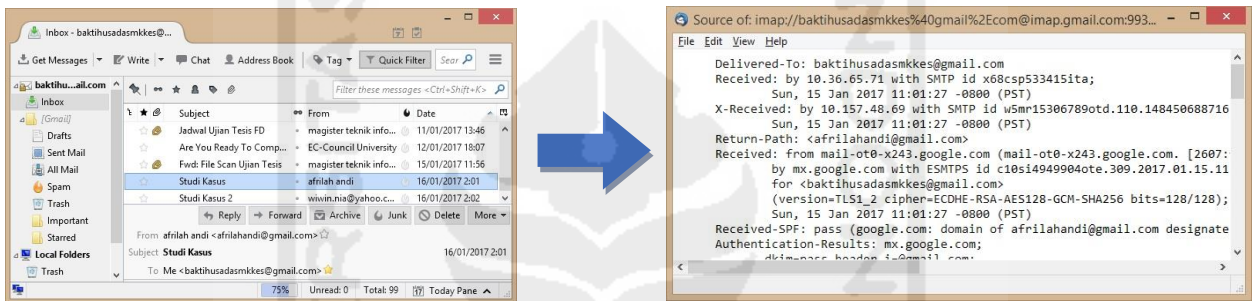 Inbox - baktihusadasmkkes@...
Get Messages Write Chat Address Book Tag Quick Filter Sear
baktihu...ail.com
Inbox
[Gmail]
Drafts
Sent Mail
All Mail
Spam
Trash
Important
Starred
Local Folders
Trash
Filter these messages <Ctrl+Shift+K>
Subject From Date
Jadwal Ujian Tesis FD magister teknik info... 11/01/2017 13:46
Are You Ready To Comp... EC-Council University 12/01/2017 18:07
Fwd: File Scan Ujian Tesis magister teknik info... 15/01/2017 11:56
Studi Kasus afrilah andi 16/01/2017 2:01
Studi Kasus 2 wiwin.nia@yahoo.c... 16/01/2017 2:02
Reply Forward Archive Junk Delete More
From afrilah andi <afrilahandi@gmail.com>
Subject Studi Kasus 16/01/2017 2:01
To Me <baktihusadasmkkes@gmail.com>
75% Unread: 0 Total: 99 Today Pane
Source of: imap://baktihusadasmkkes%40gmail%2Ecom@imap.gmail.com:993...
File Edit View Help
Delivered-To: baktihusadasmkkes@gmail.com
Received: by 10.36.65.71 with SMTP id x68csp533415ita;
Sun, 15 Jan 2017 11:01:27 -0800 (PST)
X-Received: by 10.157.48.69 with SMTP id w5mr15306789otd.110.148450688716
Sun, 15 Jan 2017 11:01:27 -0800 (PST)
Return-Path: <afrilahandi@gmail.com>
Received: from mail-ot0-x243.google.com (mail-ot0-x243.google.com. [2607:
by mx.google.com with ESMTPS id c10si4949904ote.309.2017.01.15.11
for <baktihusadasmkkes@gmail.com>
(version=TLS1_2 cipher=ECDHE-RSA-AES128-GCM-SHA256 bits=128/128);
Sun, 15 Jan 2017 11:01:27 -0800 (PST)
Received-SPF: pass (google.com: domain of afrilahandi@gmail.com designate
Authentication-Results: mx.google.com;
dkim=pass header.i=@gmail.com;